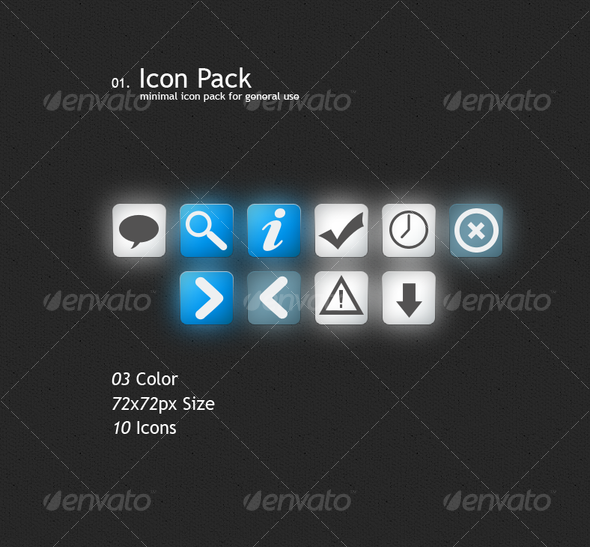 envato envato envato
01. Icon Pack
minimal icon pack for general use
envato envato envato
03 Color
72x72px Size
10 Icons
envato envato envato